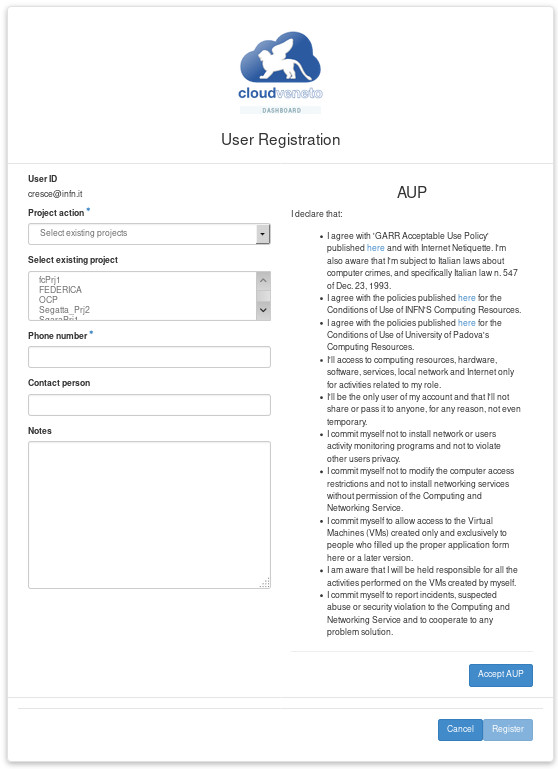 cloudveneto
DASHBOARD
User Registration
User ID
cresce@infn.it
Project action *
Select existing projects
Select existing project
fcPrj1
FEDERICA
OCP
Segatta_Prj2
SgaraPrj1
Phone number *
Contact person
Notes
AUP
I declare that:
• I agree with 'GARR Acceptable Use Policy'
published here and with Internet Netiquette. I'm
also aware that I'm subject to Italian laws about
computer crimes, and specifically Italian law n. 547
of Dec. 23, 1993.
• I agree with the policies published here for the
Conditions of Use of INFN'S Computing Resources.
• I agree with the policies published here for the
Conditions of Use of University of Padova's
Computing Resources.
• I'll access to computing resources, hardware,
software, services, local network and Internet only
for activities related to my role.
• I'll be the only user of my account and that I'll not
share or pass it to anyone, for any reason, not even
temporary.
• I commit myself not to install network or users
activity monitoring programs and not to violate
other users privacy.
• I commit myself not to modify the computer access
restrictions and not to install networking services
without permission of the Computing and
Networking Service.
• I commit myself to allow access to the Virtual
Machines (VMs) created only and exclusively to
people who filled up the proper application form
here or a later version.
• I am aware that I will be held responsible for all the
activities performed on the VMs created by myself.
• I commit myself to report incidents, suspected
abuse or security violation to the Computing and
Networking Service and to cooperate to any
problem solution.
Accept AUP
Cancel Register